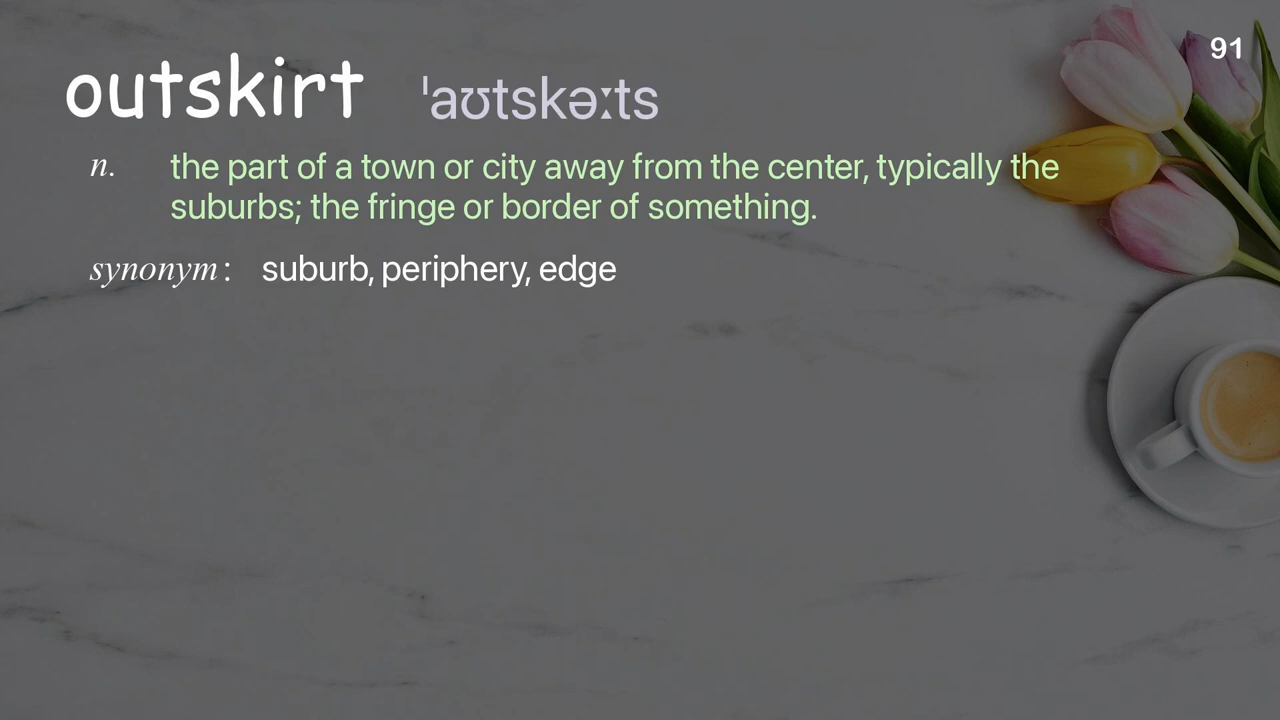 91
outskirt ˈaʊtskəːts
n. the part of a town or city away from the center, typically the
suburbs; the fringe or border of something.
synonym: suburb, periphery, edge